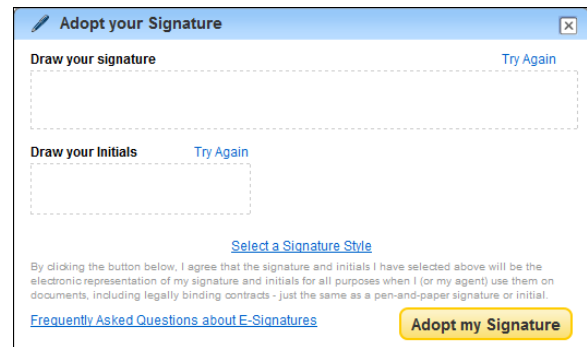 Adopt your Signature
Draw your signature Try Again
Draw your Initials Try Again
Select a Signature Style
By clicking the button below, I agree that the signature and initials I have selected above will be the
electronic representation of my signature and initials for all purposes when I (or my agent) use them on
documents, including legally binding contracts - just the same as a pen-and-paper signature or initial.
Frequently Asked Questions about E-Signatures
Adopt my Signature